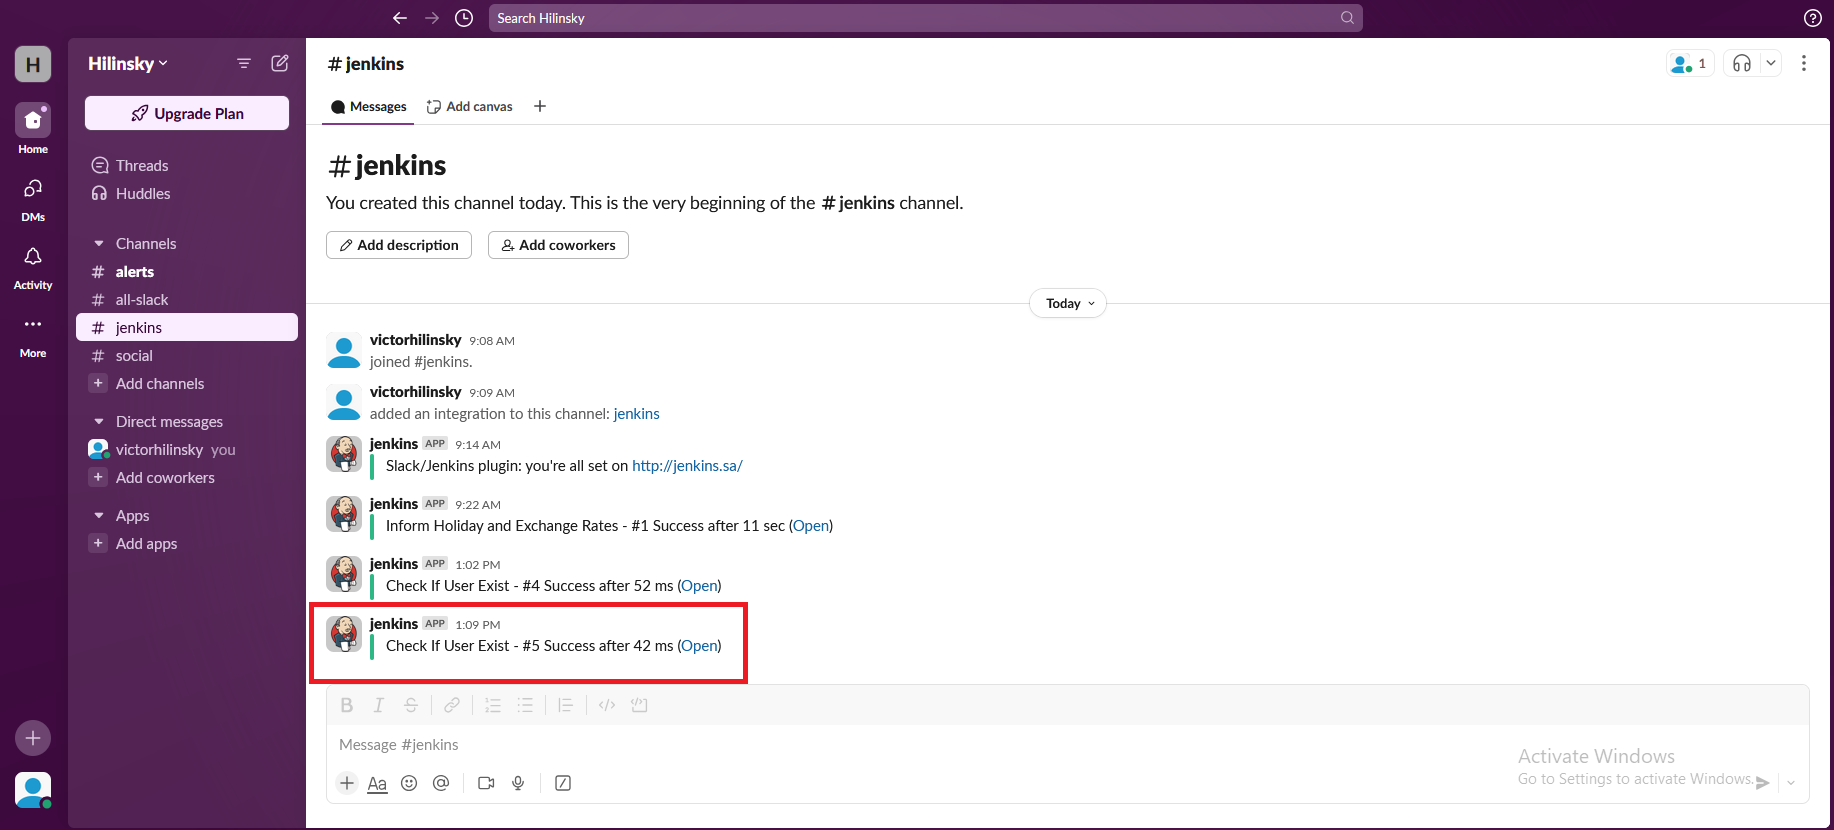 Search Hilinsky
H
Hilinsky
# jenkins
1
Upgrade Plan
Messages
Add canvas
Home
Threads
# jenkins
Huddles
You created this channel today. This is the very beginning of the # jenkins channel.
DMs
Channels
Add description
Add coworkers
# alerts
Activity
# all-slack
Today
# jenkins
More
# social
Add channels
Direct messages
victorhilinsky you
Add coworkers
Apps
Add apps
victorhilinsky 9:08 AM
joined #jenkins.
victorhilinsky 9:09 AM
added an integration to this channel: jenkins
jenkins APP 9:14 AM
Slack/Jenkins plugin: you're all set on http://jenkins.sa/
jenkins APP 9:22 AM
Inform Holiday and Exchange Rates - #1 Success after 11 sec (Open)
jenkins APP 1:02 PM
Check If User Exist - #4 Success after 52 ms (Open)
jenkins APP 1:09 PM
Check If User Exist - #5 Success after 42 ms (Open)
Message #jenkins
Aa
Activate Windows
Go to Settings to activate Windows.